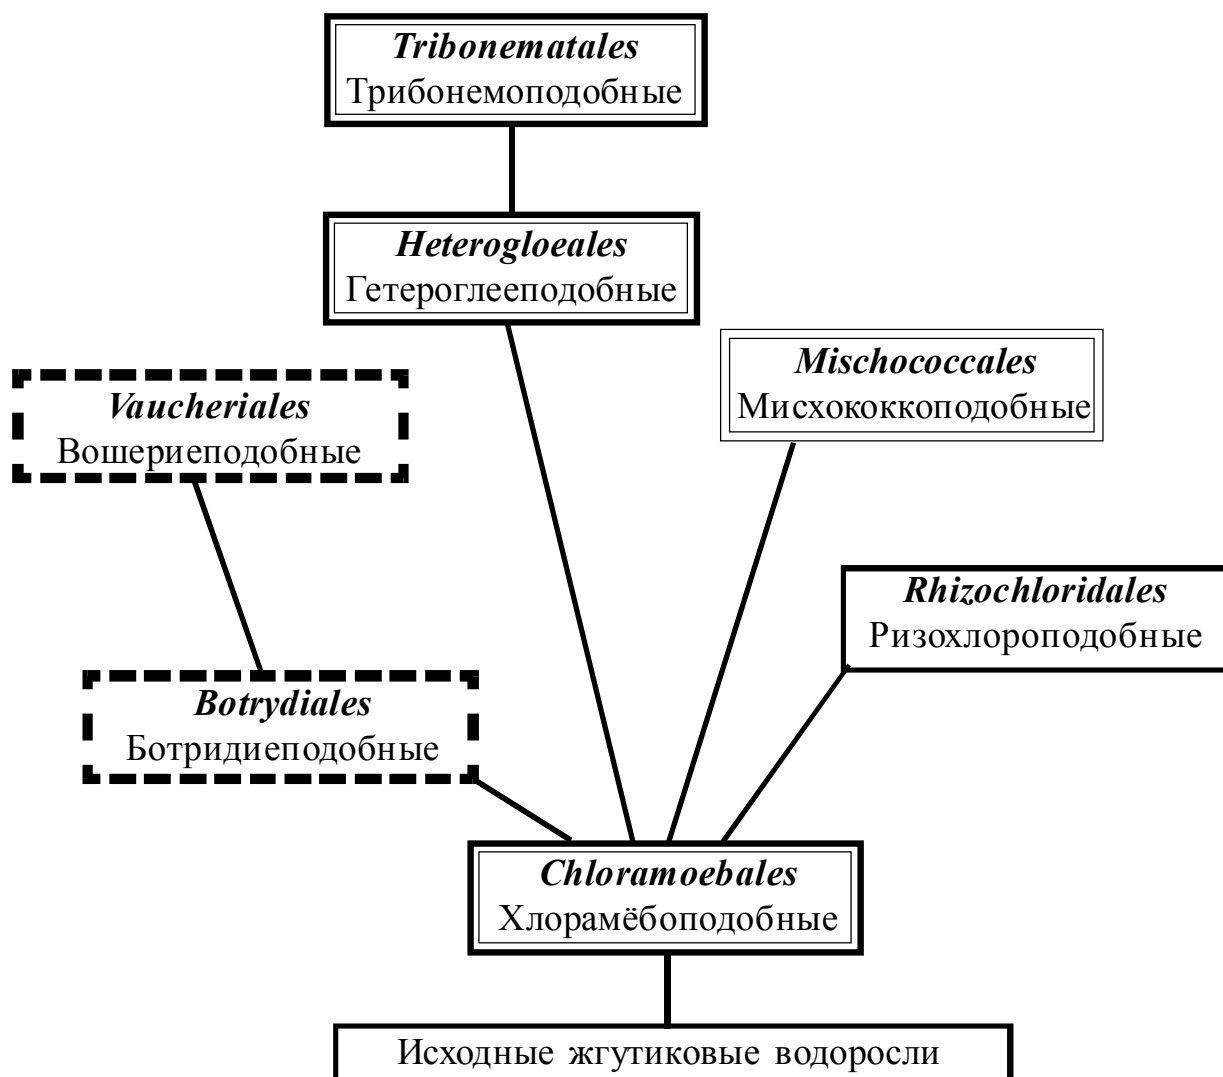 Tribonematales
Трибонемоподобные
Heterogloeales
Гетероглееподобные
Mischococcales
Мисхококкоподобные
Vaucheriales
Вошериеподобные
Rhizochloridales
Ризохлороподобные
Botrydiales
Ботридиеподобные
Chloramoebales
Хлорамёбоподобные
Исходные жгутиковые водоросли